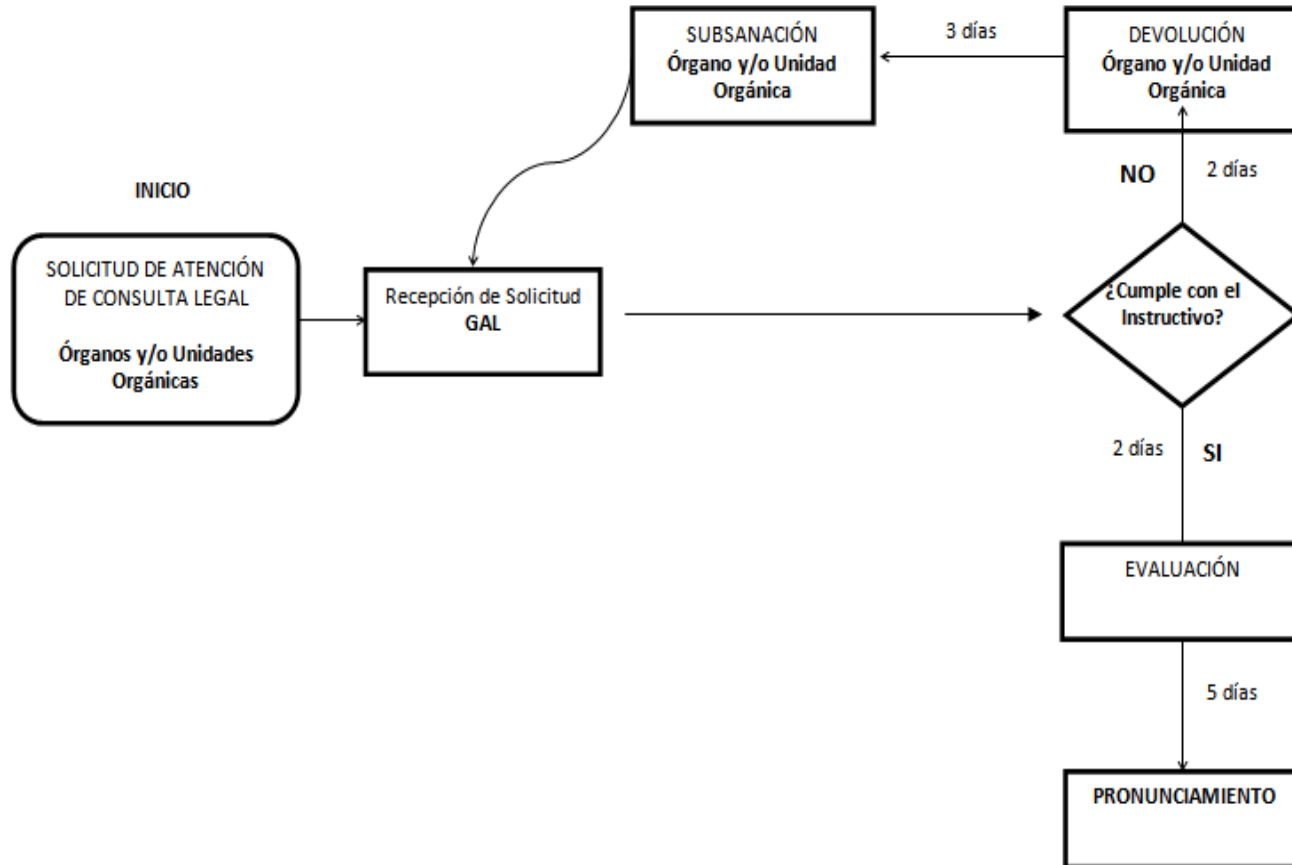 SUBSANACIÓN
Órgano y/o Unidad
Orgánica
3 días
DEVOLUCIÓN
Órgano y/o Unidad
Orgánica
NO
2 días
INICIO
SOLICITUD DE ATENCIÓN
DE CONSULTA LEGAL
Órganos y/o Unidades
Orgánicas
Recepción de Solicitud
GAL
¿Cumple con el
Instructivo?
2 días
SI
EVALUACIÓN
5 días
PRONUNCIAMIENTO